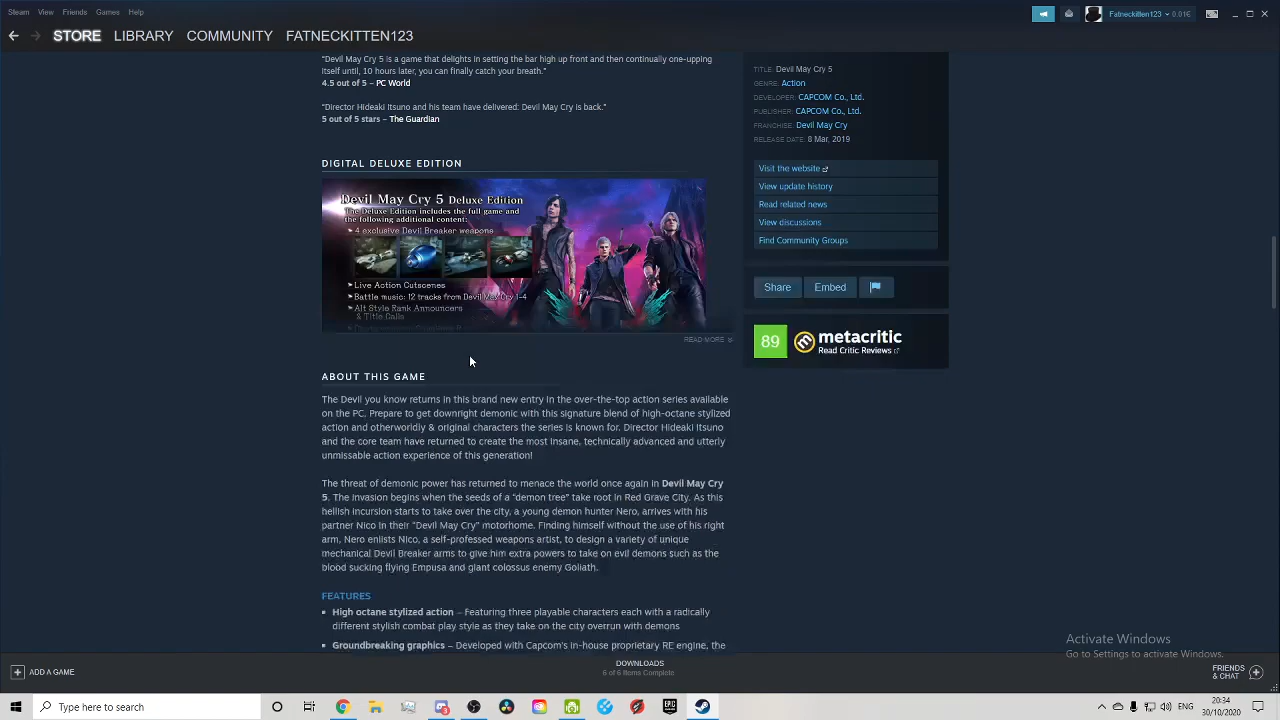 Steam View Friends Games Help
Fatneckitten123 0.91€
STORE LIBRARY COMMUNITY FATNECKITTEN123
“Devil May Cry 5 is a game that delights in setting the bar high up front and then continually one-upping
itself until, 10 hours later, you can finally catch your breath.”
4.5 out of 5 – PC World
“Director Hideaki Itsuno and his team have delivered: Devil May Cry is back.”
5 out of 5 stars – The Guardian
DIGITAL DELUXE EDITION
Devil May Cry 5 Deluxe Edition
The Deluxe Edition includes the full game and
the following additional content:
4 exclusive Devil Breaker weapons
Live Action Cutscenes
Battle music: 12 tracks from Devil May Cry 1-4
Alt Style Rank Announcers
& Title Calls
READ MORE
ABOUT THIS GAME
The Devil you know returns in this brand new entry in the over-the-top action series available
on the PC. Prepare to get downright demonic with this signature blend of high-octane stylized
action and otherworldly & original characters the series is known for. Director Hideaki Itsuno
and the core team have returned to create the most insane, technically advanced and utterly
unmissable action experience of this generation!
The threat of demonic power has returned to menace the world once again in Devil May Cry
5. The invasion begins when the seeds of a “demon tree” take root in Red Grave City. As this
hellish incursion starts to take over the city, a young demon hunter Nero, arrives with his
partner Nico in their “Devil May Cry” motorhome. Finding himself without the use of his right
arm, Nero enlists Nico, a self-professed weapons artist, to design a variety of unique
mechanical Devil Breaker arms to give him extra powers to take on evil demons such as the
blood sucking flying Empusa and giant colossus enemy Goliath.
FEATURES
High octane stylized action – Featuring three playable characters each with a radically
different stylish combat play style as they take on the city overrun with demons
Groundbreaking graphics – Developed with Capcom's in-house proprietary RE engine, the
TITLE: Devil May Cry 5
GENRE: Action
DEVELOPER: CAPCOM Co., Ltd.
PUBLISHER: CAPCOM Co., Ltd.
FRANCHISE: Devil May Cry
RELEASE DATE: 8 Mar, 2019
Visit the website
View update history
Read related news
View discussions
Find Community Groups
Share Embed
89 metacritic
Read Critic Reviews
Activate Windows
Go to Settings to activate Windows.
ADD A GAME
DOWNLOADS
6 of 6 Items Complete
FRIENDS
& CHAT
Type here to search
EPIC
ENG
20:34
30/10/2020